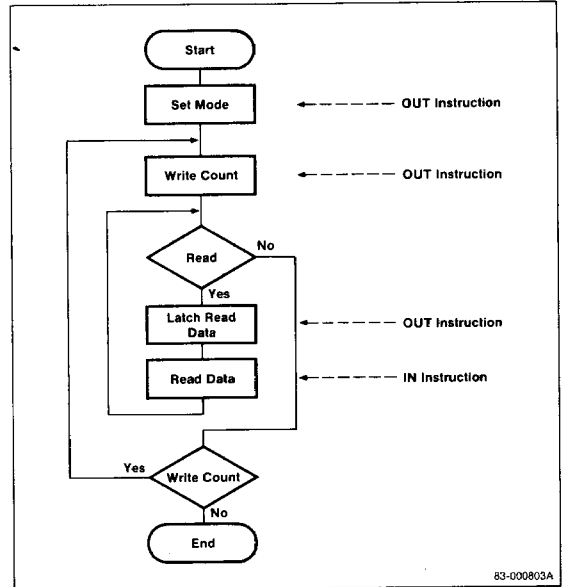 Start
Set Mode
OUT Instruction
Write Count
OUT Instruction
Read
No
Yes
Latch Read
Data
OUT Instruction
Read Data
IN Instruction
Yes
Write Count
No
End
83-000803A